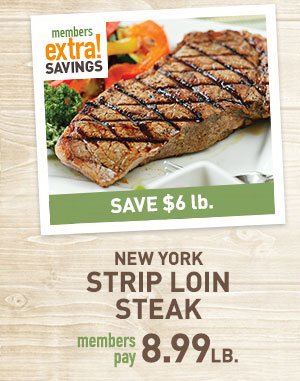 members
extra!
SAVINGS
SAVE $6 lb.
NEW YORK
STRIP LOIN
STEAK
members
pay 8.99LB.